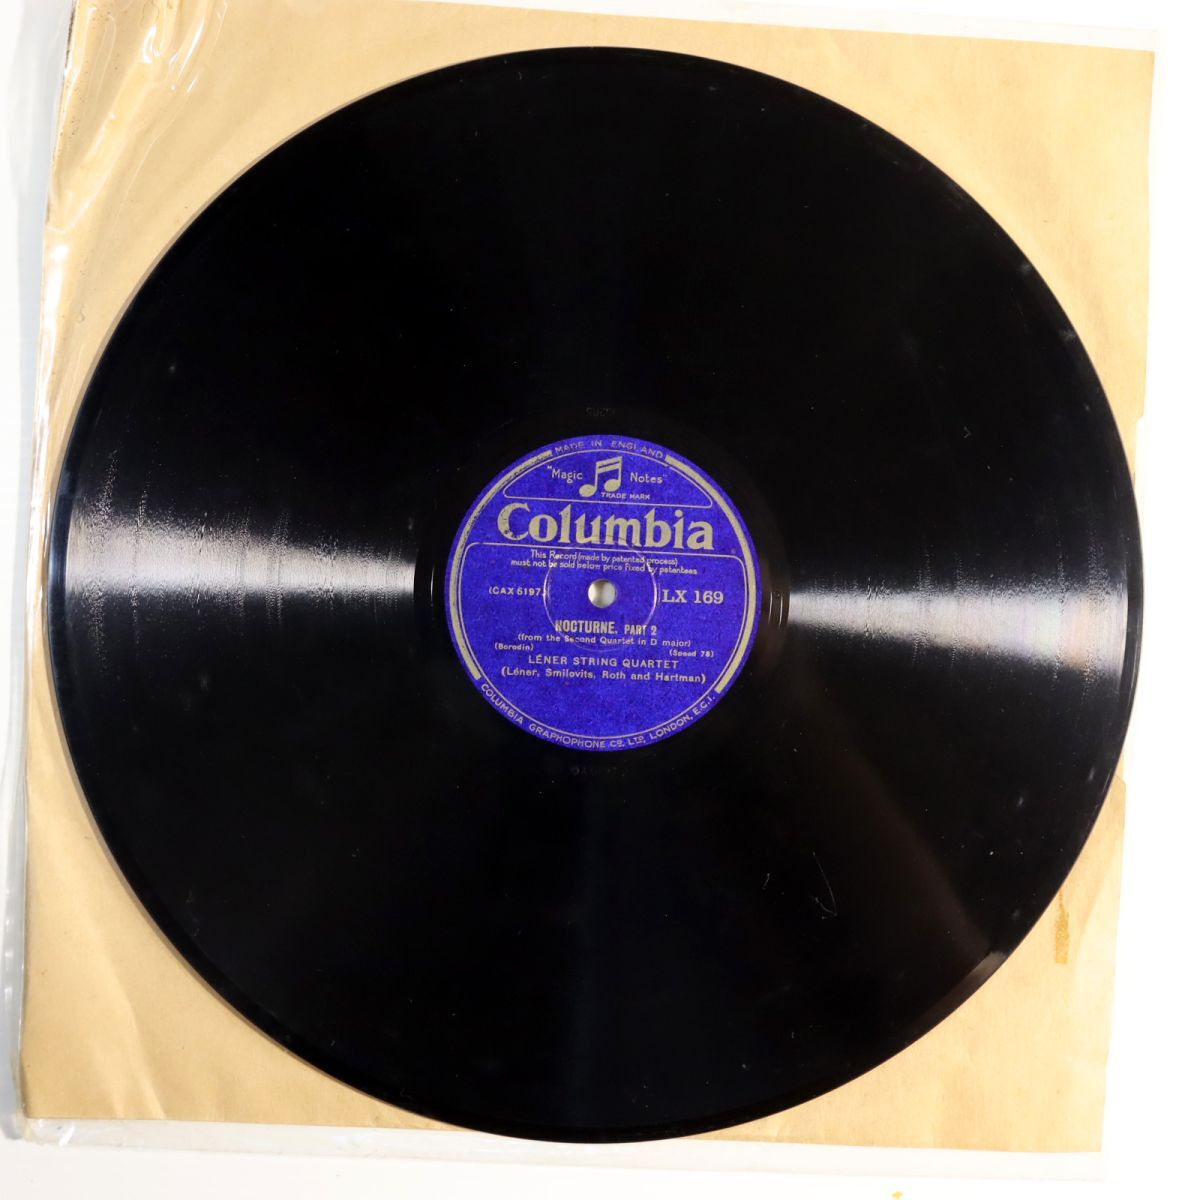 MADE IN ENGLAND
"Magic Notes"
TRADE MARK
Columbia
This Record (made by patented process)
must not be sold below price fixed by patentees
(CAX 6197)
LX 169
NOCTURNE. PART 2
(from the Second Quartet in D major)
(Borodin) (Speed 78)
LÉNER STRING QUARTET
(Léner, Smilovits, Roth and Hartman)
COLUMBIA GRAPHOPHONE CO. LTD, LONDON, E.C.1.